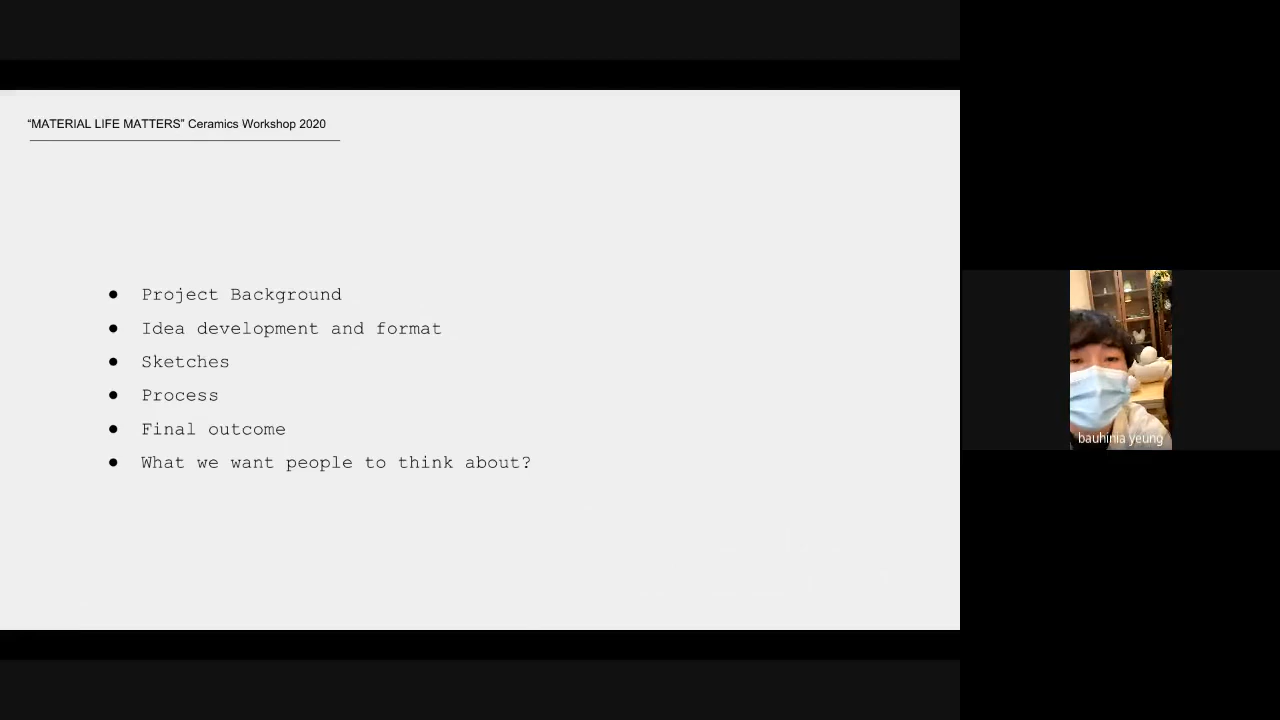 “MATERIAL LIFE MATTERS” Ceramics Workshop 2020
● Project Background
● Idea development and format
● Sketches
● Process
● Final outcome
● What we want people to think about?
bauhinia yeung